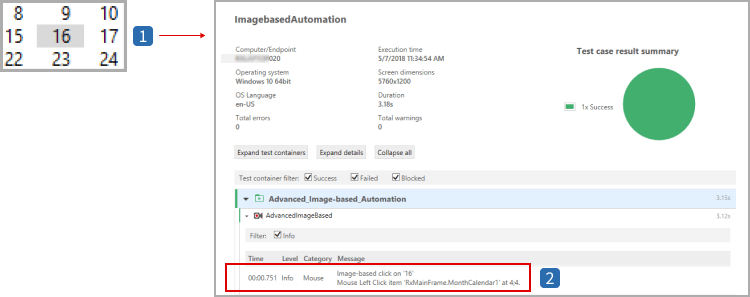 8 9 10
15 16 17
22 23 24
1
ImagebasedAutomation
Computer/Endpoint Execution time
020 5/7/2018 11:34:54 AM
Operating system Screen dimensions
Windows 10 64bit 5760x1200
OS Language Duration
en-US 3.18s
Total errors Total warnings
0 0
Test case result summary
1x Success
Expand test containers Expand details Collapse all
Test container filter: Success Failed Blocked
Advanced_Image-based_Automation 3.15s
AdvancedImageBased 3.12s
Filter: Info
Time Level Category Message
00:00.751 Info Mouse Image-based click on '16'
Mouse Left Click item 'RxMainFrame.MonthCalendar1' at 4;4.
2